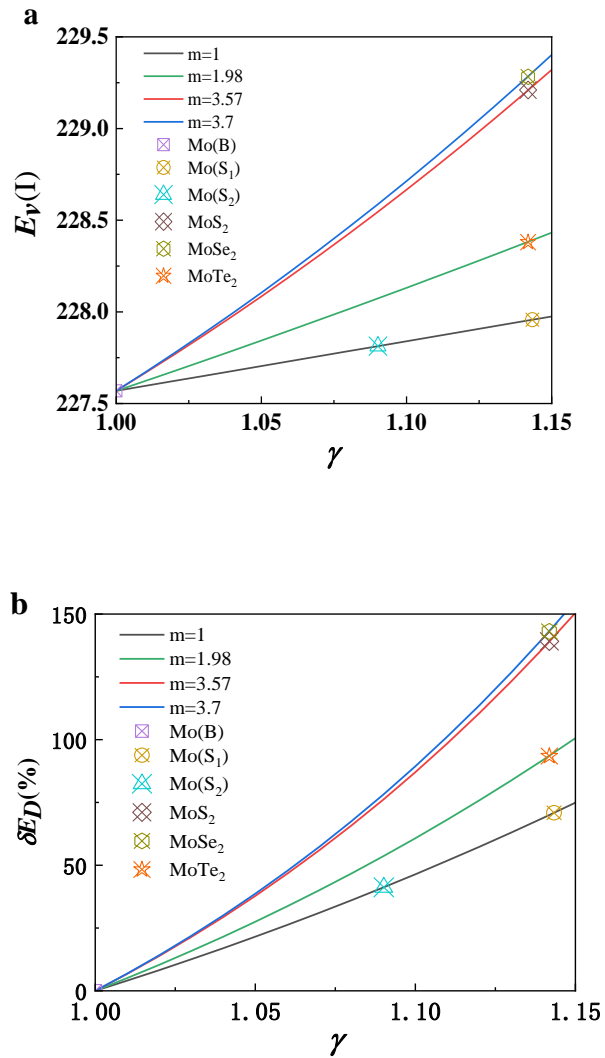 a
229.5
229.0
228.5
228.0
227.5
E_v(I)
m=1
m=1.98
m=3.57
m=3.7
Mo(B)
Mo(S₁)
Mo(S₂)
MoS₂
MoSe₂
MoTe₂
1.00 1.05 1.10 1.15
γ
b
150
100
50
0
δE_D(%)
m=1
m=1.98
m=3.57
m=3.7
Mo(B)
Mo(S₁)
Mo(S₂)
MoS₂
MoSe₂
MoTe₂
1.00 1.05 1.10 1.15
γ